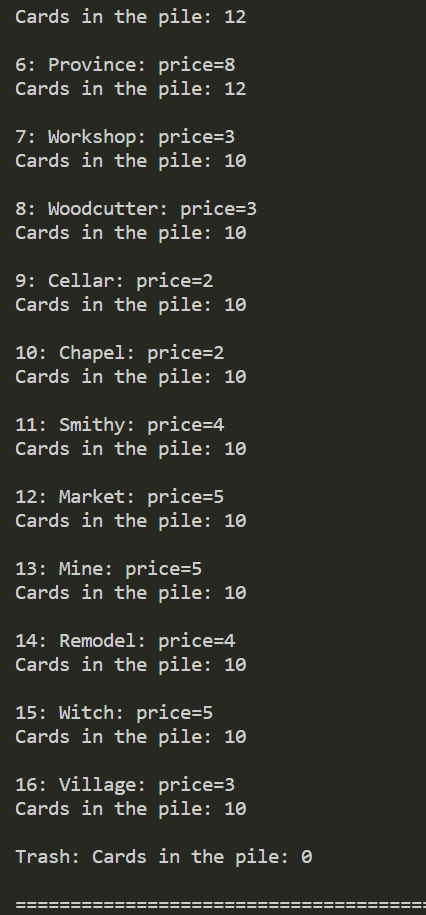 Cards in the pile: 12
6: Province: price=8
Cards in the pile: 12
7: Workshop: price=3
Cards in the pile: 10
8: Woodcutter: price=3
Cards in the pile: 10
9: Cellar: price=2
Cards in the pile: 10
10: Chapel: price=2
Cards in the pile: 10
11: Smithy: price=4
Cards in the pile: 10
12: Market: price=5
Cards in the pile: 10
13: Mine: price=5
Cards in the pile: 10
14: Remodel: price=4
Cards in the pile: 10
15: Witch: price=5
Cards in the pile: 10
16: Village: price=3
Cards in the pile: 10
Trash: Cards in the pile: 0
======================================